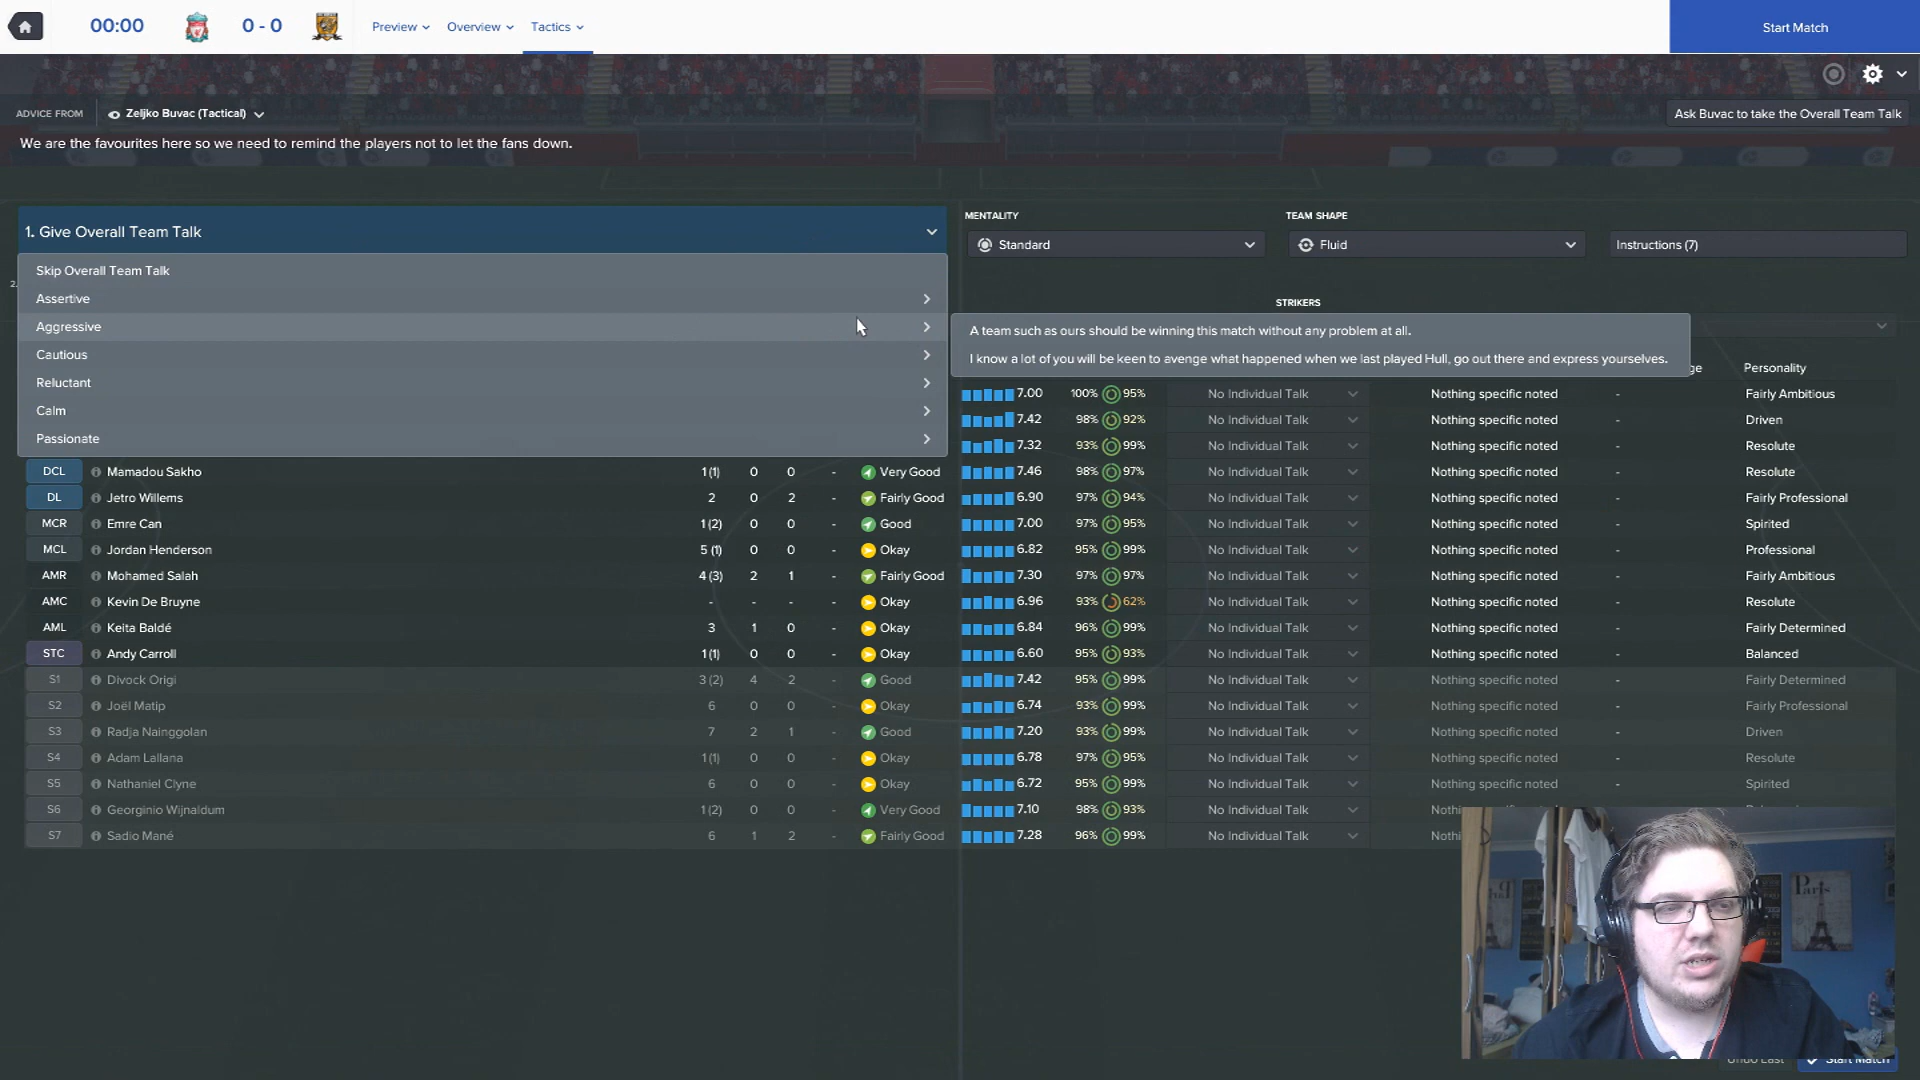 00:00 0 - 0 Preview Overview Tactics Start Match
ADVICE FROM Zeljko Buvac (Tactical) Ask Buvac to take the Overall Team Talk
We are the favourites here so we need to remind the players not to let the fans down.
MENTALITY TEAM SHAPE
1. Give Overall Team Talk Standard Fluid Instructions (7)
Skip Overall Team Talk
2.
Assertive STRIKERS
Aggressive A team such as ours should be winning this match without any problem at all.
Cautious I know a lot of you will be keen to avenge what happened when we last played Hull, go out there and express yourselves.
Personality
Reluctant 7.00 100% 95% No Individual Talk Nothing specific noted - Fairly Ambitious
Calm 7.42 98% 92% No Individual Talk Nothing specific noted - Driven
Passionate 7.32 93% 99% No Individual Talk Nothing specific noted - Resolute
DCL Mamadou Sakho 1(1) 0 0 - Very Good 7.46 98% 97% No Individual Talk Nothing specific noted - Resolute
DL Jetro Willems 2 0 2 - Fairly Good 6.90 97% 94% No Individual Talk Nothing specific noted - Fairly Professional
MCR Emre Can 1(2) 0 0 - Good 7.00 97% 95% No Individual Talk Nothing specific noted - Spirited
MCL Jordan Henderson 5 (1) 0 0 - Okay 6.82 95% 99% No Individual Talk Nothing specific noted - Professional
AMR Mohamed Salah 4 (3) 2 1 - Fairly Good 7.30 97% 97% No Individual Talk Nothing specific noted - Fairly Ambitious
AMC Kevin De Bruyne - - - - Okay 6.96 93% 62% No Individual Talk Nothing specific noted - Resolute
AML Keita Baldé 3 1 0 - Okay 6.84 96% 99% No Individual Talk Nothing specific noted - Fairly Determined
STC Andy Carroll 1(1) 0 0 - Okay 6.60 95% 93% No Individual Talk Nothing specific noted - Balanced
S1 Divock Origi 3 (2) 4 2 - Good 7.42 95% 99% No Individual Talk Nothing specific noted - Fairly Determined
S2 Joël Matip 6 0 0 - Okay 6.74 93% 99% No Individual Talk Nothing specific noted - Fairly Professional
S3 Radja Nainggolan 7 2 1 - Good 7.20 93% 99% No Individual Talk Nothing specific noted - Driven
S4 Adam Lallana 1(1) 0 0 - Okay 6.78 97% 95% No Individual Talk Nothing specific noted - Resolute
S5 Nathaniel Clyne 6 0 0 - Okay 6.72 95% 99% No Individual Talk Nothing specific noted - Spirited
S6 Georginio Wijnaldum 1 (2) 0 0 - Very Good 7.10 98% 93% No Individual Talk
S7 Sadio Mané 6 1 2 - Fairly Good 7.28 96% 99% No Individual Talk
Paris
Undo Last Start Match